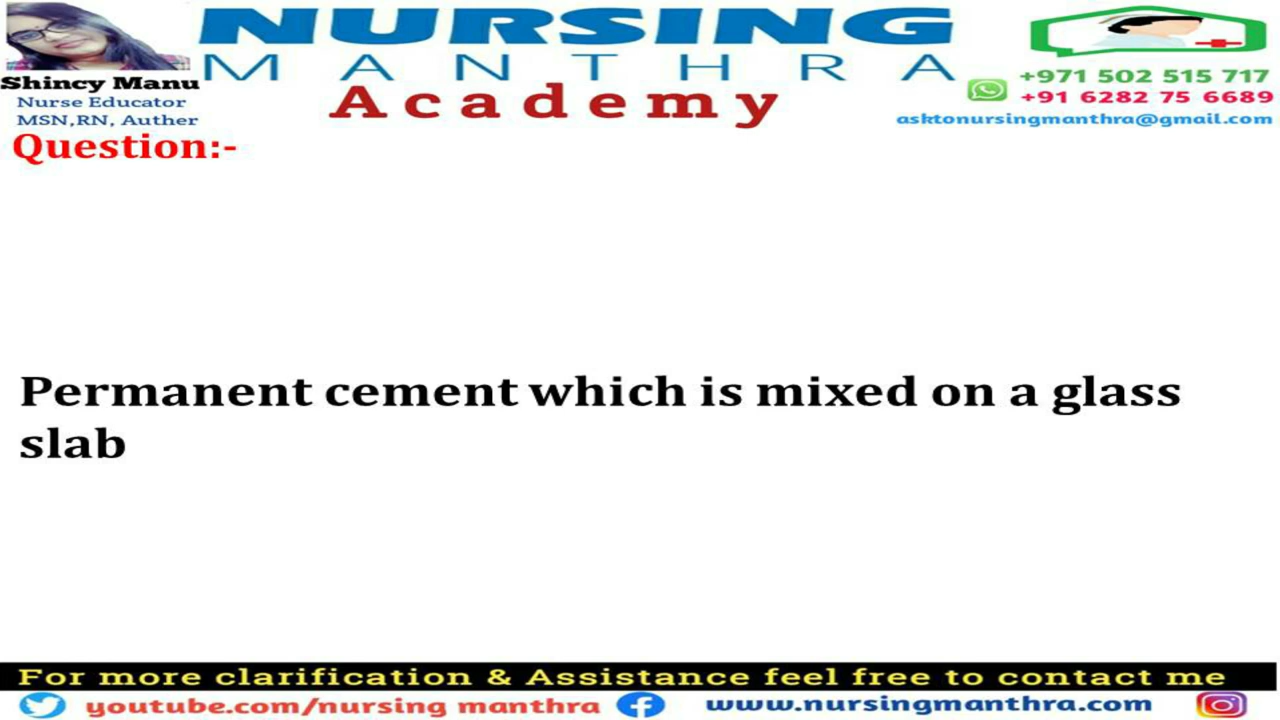 NURSING
MANTHRA
Academy
Shincy Manu
Nurse Educator
MSN,RN, Auther
+971 502 515 717
+91 6282 75 6689
asktonursingmanthra@gmail.com
Question:-
Permanent cement which is mixed on a glass
slab
For more clarification & Assistance feel free to contact me
youtube.com/nursing manthra
www.nursingmanthra.com